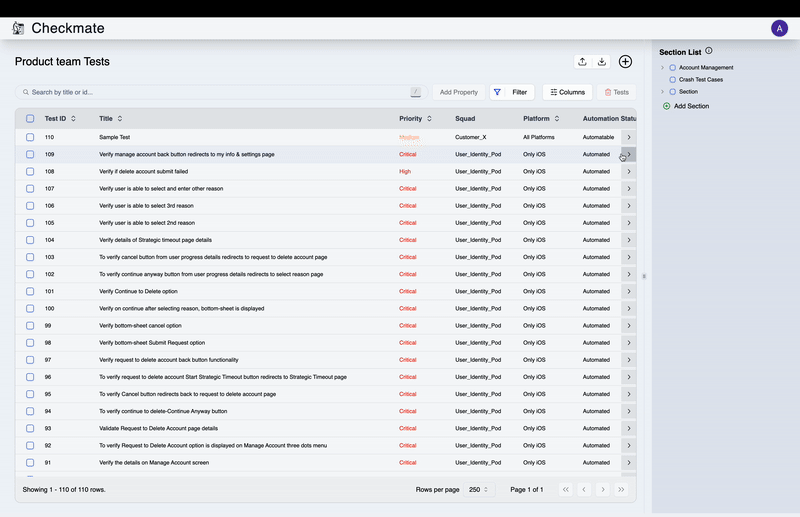 Checkmate
A
Product team Tests
Search by title or id...
/
Add Property
Filter
Columns
Tests
Test ID Title Priority Squad Platform Automation Statu
110 Sample Test Medium Customer_X All Platforms Automatable
109 Verify manage account back button redirects to my info & settings page Critical User_Identity_Pod Only iOS Automated
108 Verify if delete account submit failed High User_Identity_Pod Only iOS Automated
107 Verify user is able to select and enter other reason Critical User_Identity_Pod Only iOS Automated
106 Verify user is able to select 3rd reason Critical User_Identity_Pod Only iOS Automated
105 Verify user is able to select 2nd reason Critical User_Identity_Pod Only iOS Automated
104 Verify details of Strategic timeout page details Critical User_Identity_Pod Only iOS Automated
103 To verify cancel button from user progress details redirects to request to delete account page Critical User_Identity_Pod Only iOS Automated
102 To verify continue anyway button from user progress details redirects to select reason page Critical User_Identity_Pod Only iOS Automated
101 Verify Continue to Delete option Critical User_Identity_Pod Only iOS Automated
100 Verify on continue after selecting reason, bottom-sheet is displayed Critical User_Identity_Pod Only iOS Automated
99 Verify bottom-sheet cancel option Critical User_Identity_Pod Only iOS Automated
98 Verify bottom-sheet Submit Request option Critical User_Identity_Pod Only iOS Automated
97 Verify request to delete account back button functionality Critical User_Identity_Pod Only iOS Automated
96 To verify request to delete account Start Strategic Timeout button redirects to Strategic Timeout page Critical User_Identity_Pod Only iOS Automated
95 To verify Cancel button redirects back to request to delete account page Critical User_Identity_Pod Only iOS Automated
94 To verify continue to delete-Continue Anyway button Critical User_Identity_Pod Only iOS Automated
93 Validate Request to Delete Account page details Critical User_Identity_Pod Only iOS Automated
92 To verify Request to Delete Account option is displayed on Manage Account three dots menu Critical User_Identity_Pod Only iOS Automated
91 Verify the details on Manage Account screen Critical User_Identity_Pod Only iOS Automated
Showing 1 - 110 of 110 rows.
Rows per page 250 Page 1 of 1
Section List
Account Management
Crash Test Cases
Section
Add Section